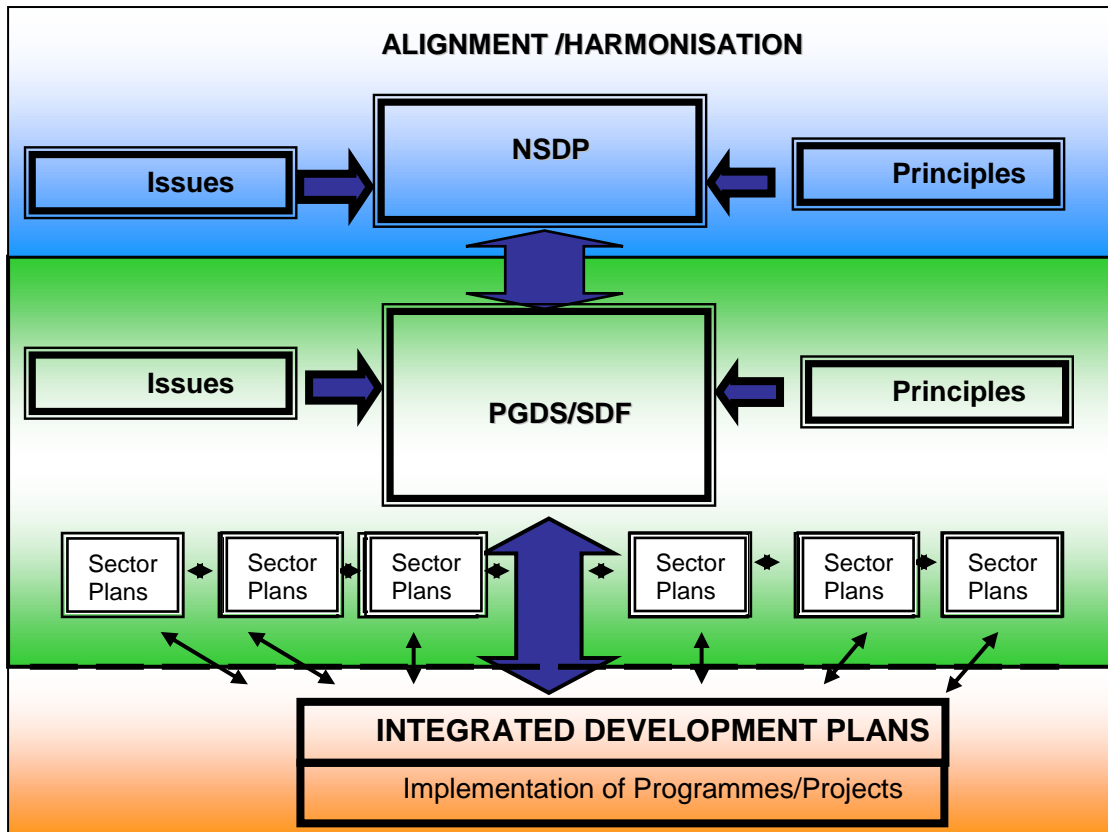 ALIGNMENT /HARMONISATION
NSDP
Issues
Principles
Issues
Principles
PGDS/SDF
Sector
Plans
Sector
Plans
Sector
Plans
Sector
Plans
Sector
Plans
Sector
Plans
INTEGRATED DEVELOPMENT PLANS
Implementation of Programmes/Projects